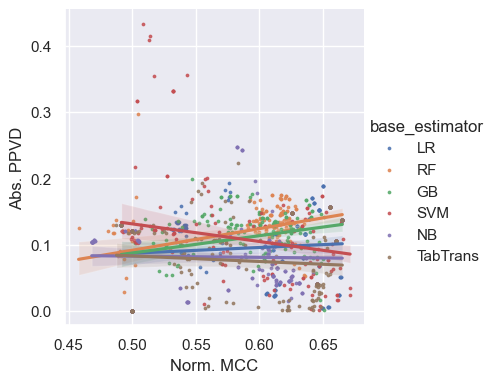 0.4
0.3
0.2
0.1
0.0
Abs. PPVD
0.45 0.50 0.55 0.60 0.65
Norm. MCC
base_estimator
LR
RF
GB
SVM
NB
TabTrans